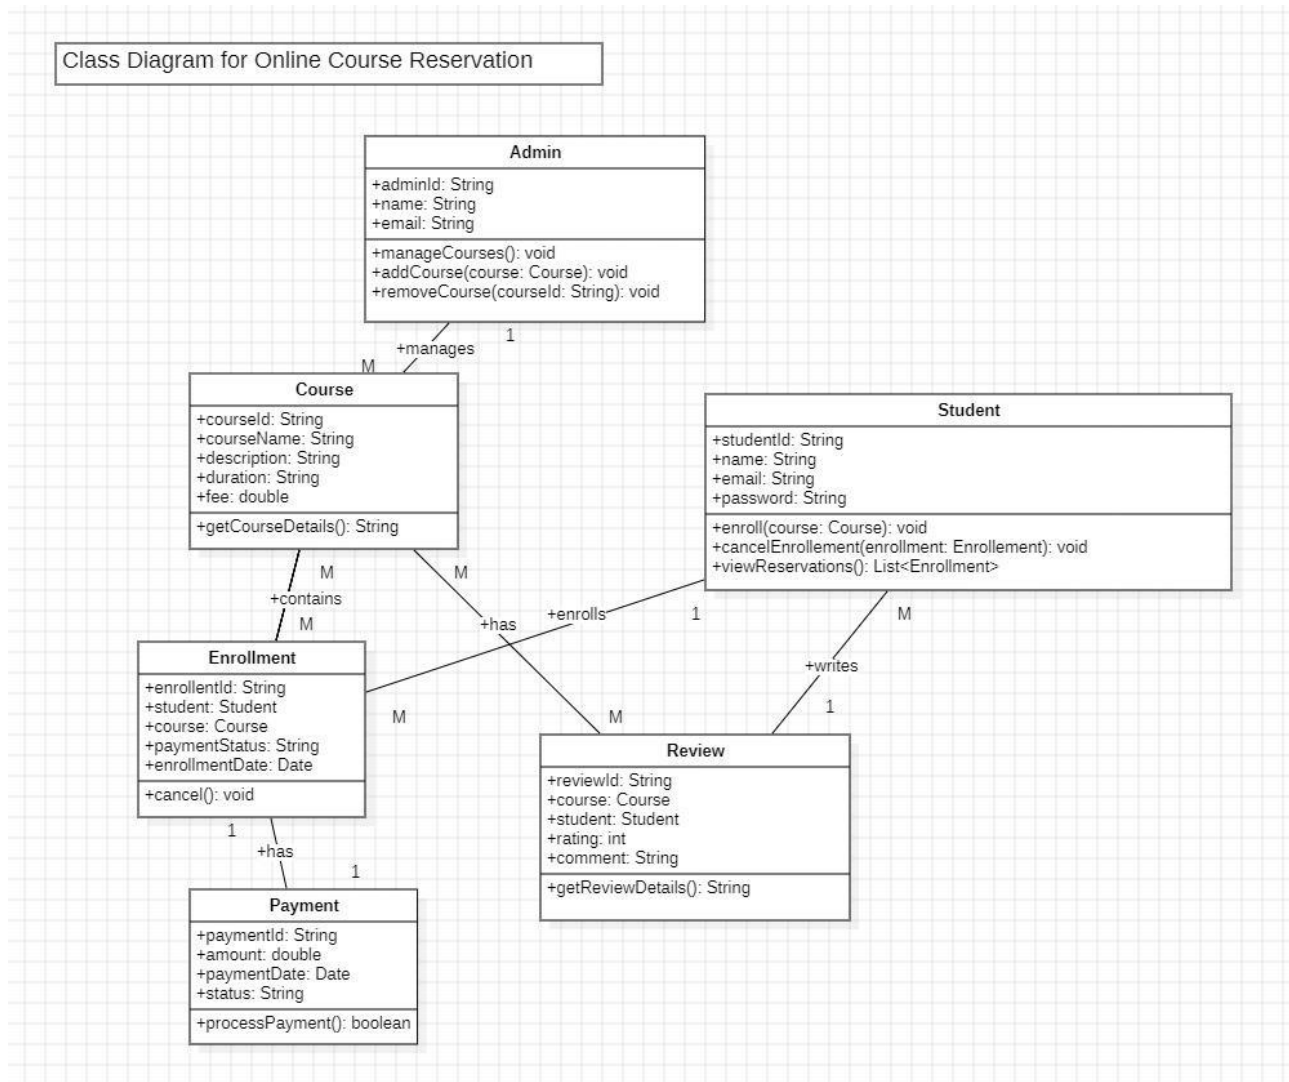 Class Diagram for Online Course Reservation
Admin
+adminId: String
+name: String
+email: String
+manageCourses(): void
+addCourse(course: Course): void
+removeCourse(courseId: String): void
1
+manages
M
Course
+courseId: String
+courseName: String
+description: String
+duration: String
+fee: double
+getCourseDetails(): String
Student
+studentId: String
+name: String
+email: String
+password: String
+enroll(course: Course): void
+cancelEnrollement(enrollment: Enrollement): void
+viewReservations(): List<Enrollment>
M
+contains
M
M
+has
M
+enrolls
1
M
M
+writes
1
Enrollment
+enrollentId: String
+student: Student
+course: Course
+paymentStatus: String
+enrollmentDate: Date
+cancel(): void
Review
+reviewId: String
+course: Course
+student: Student
+rating: int
+comment: String
+getReviewDetails(): String
1
+has
1
Payment
+paymentId: String
+amount: double
+paymentDate: Date
+status: String
+processPayment(): boolean